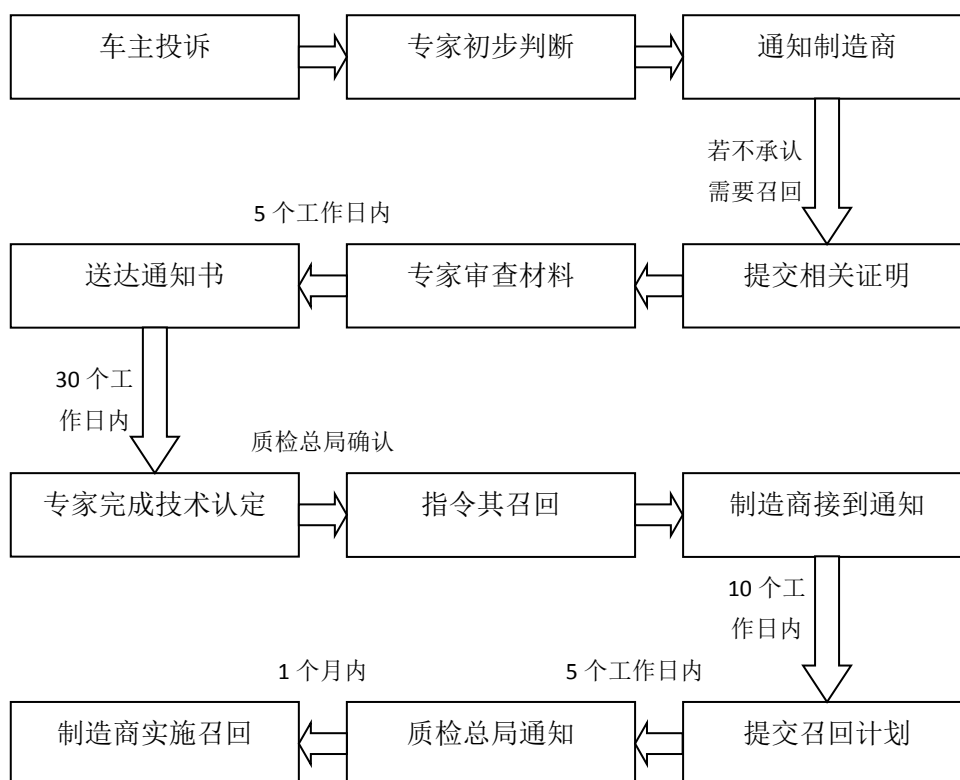 车主投诉
专家初步判断
通知制造商
若不承认
需要召回
5 个工作日内
送达通知书
专家审查材料
提交相关证明
30 个工
作日内
质检总局确认
专家完成技术认定
指令其召回
制造商接到通知
10 个工
作日内
1 个月内
5 个工作日内
制造商实施召回
质检总局通知
提交召回计划